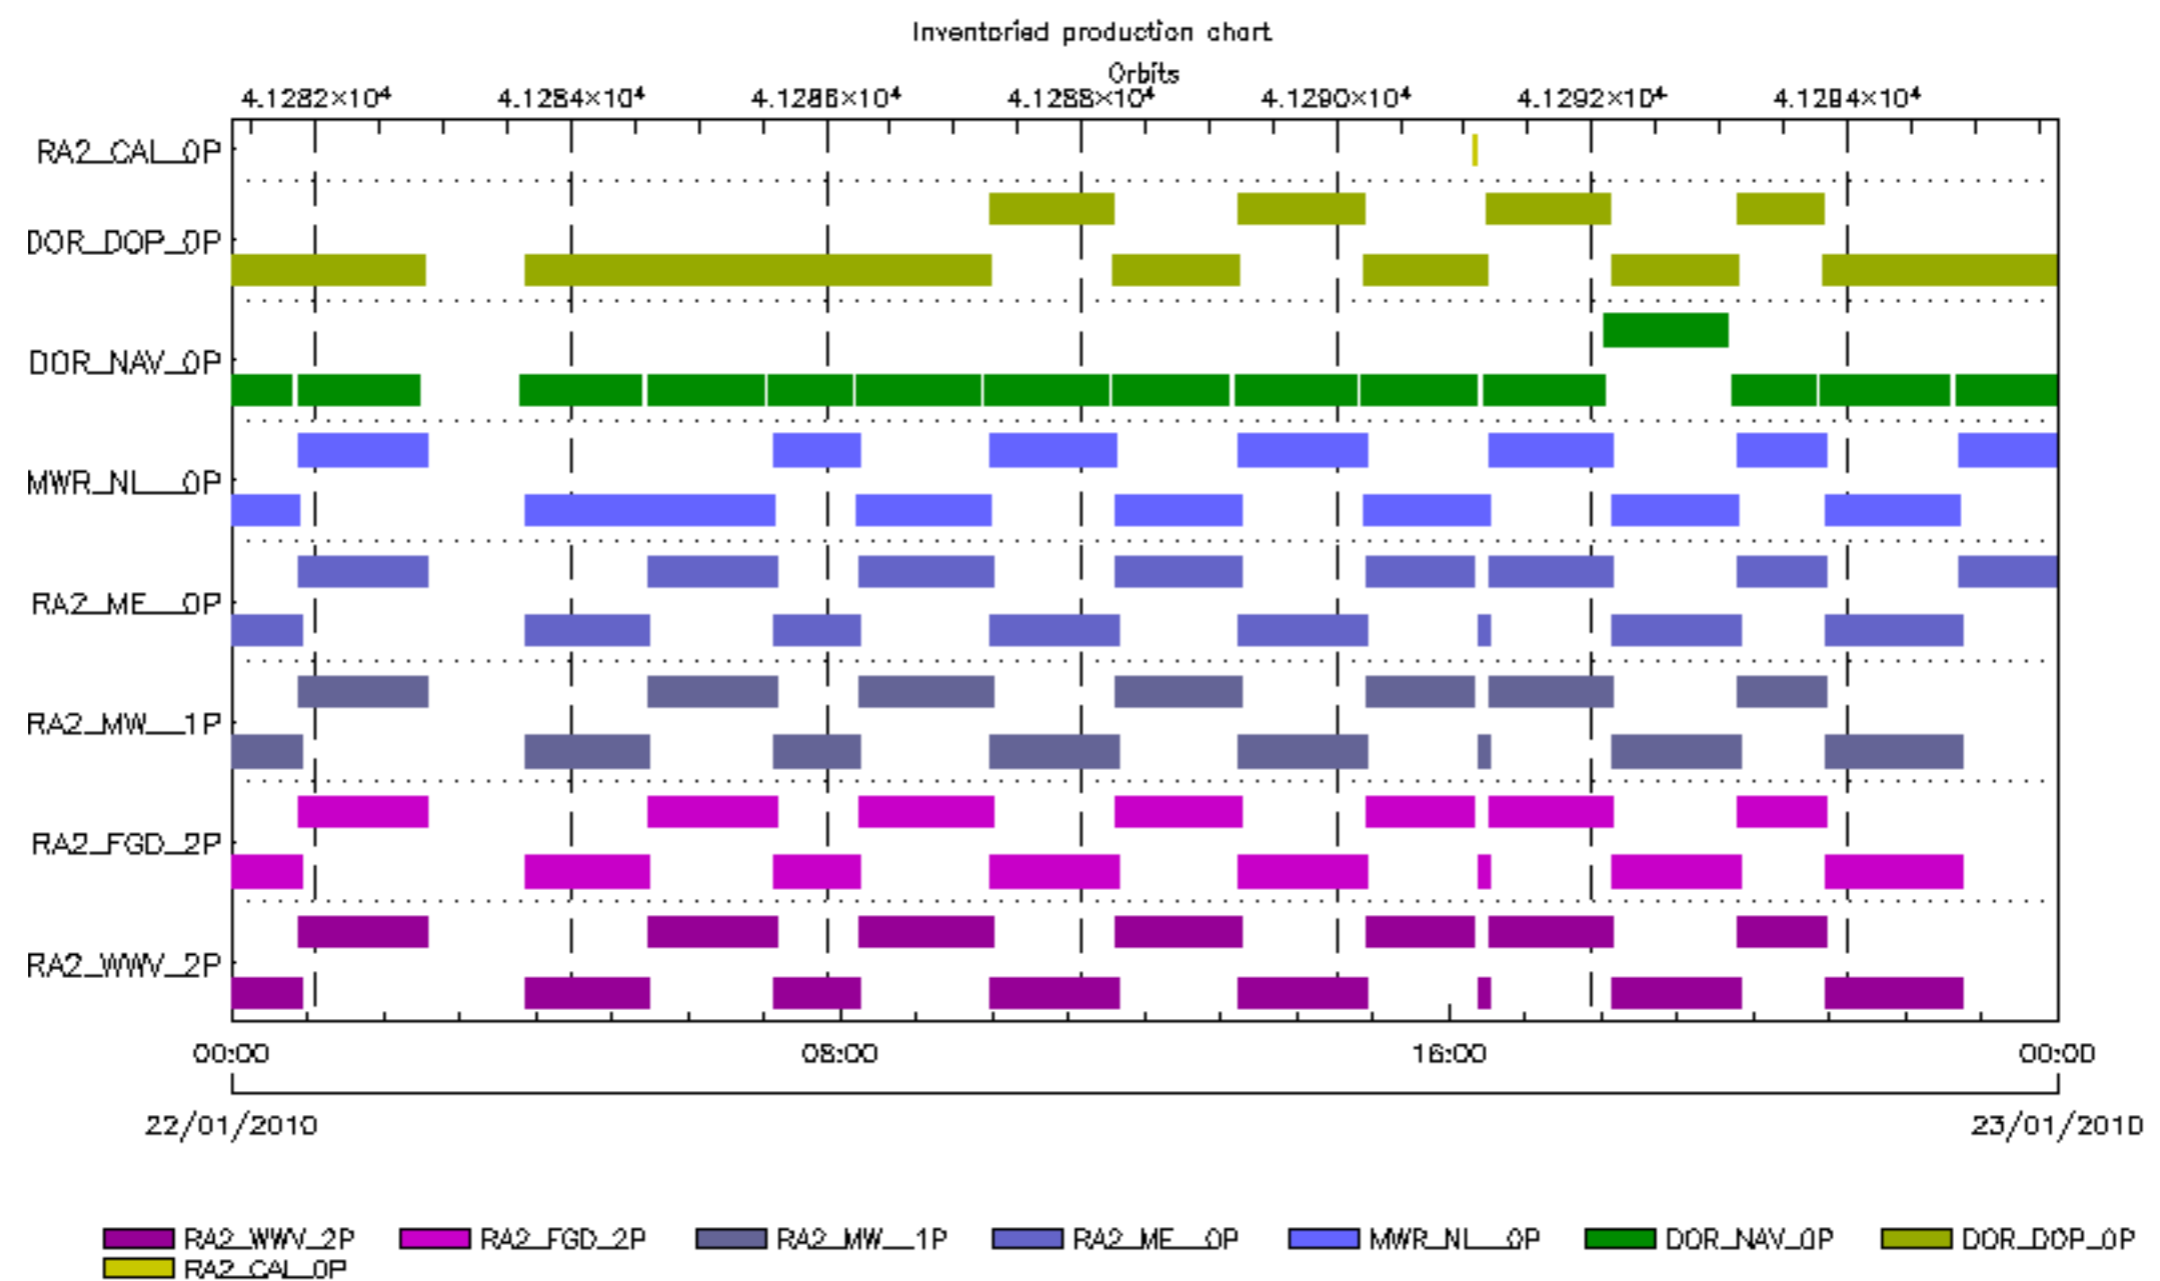 Inventoried production chart
Orbits
4.1282×10⁴ 4.1284×10⁴ 4.1286×10⁴ 4.1288×10⁴ 4.1290×10⁴ 4.1292×10⁴ 4.1294×10⁴
RA2_CAL_0P
DOR_DOP_0P
DOR_NAV_0P
MWR_NL__0P
RA2_ME__0P
RA2_MW__1P
RA2_FGD_2P
RA2_WWV_2P
00:00 08:00 16:00 00:00
22/01/2010 23/01/2010
RA2_WWV_2P RA2_FGD_2P RA2_MW__1P RA2_ME__0P MWR_NL__0P DOR_NAV_0P DOR_DOP_0P
RA2_CAL_0P